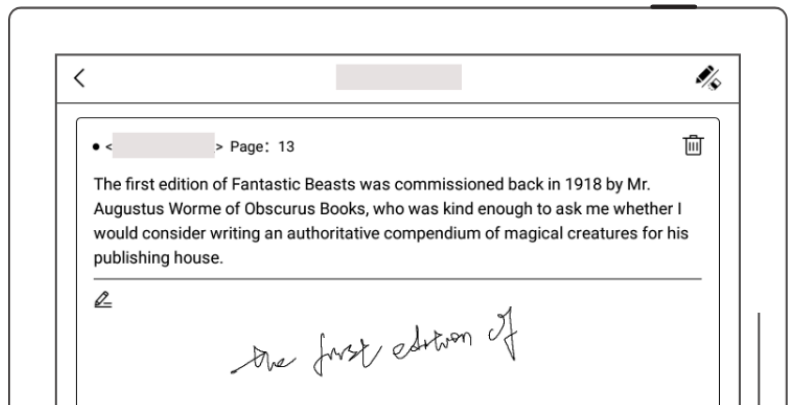 • < > Page: 13
The first edition of Fantastic Beasts was commissioned back in 1918 by Mr.
Augustus Worme of Obscurus Books, who was kind enough to ask me whether I
would consider writing an authoritative compendium of magical creatures for his
publishing house.
the first edition of